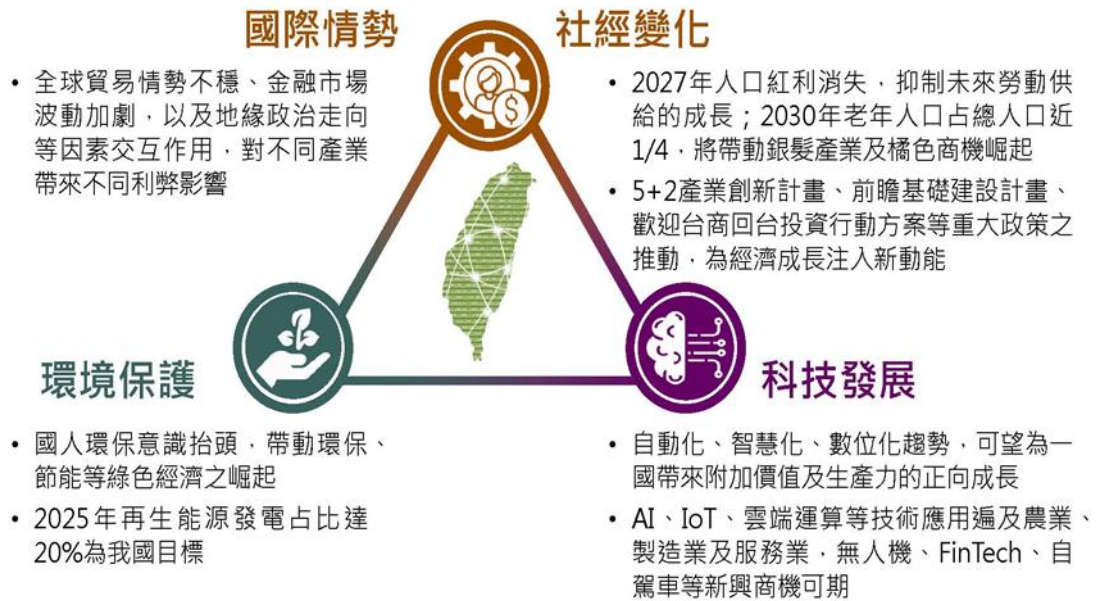 國際情勢
• 全球貿易情勢不穩、金融市場
波動加劇，以及地緣政治走向
等因素交互作用，對不同產業
帶來不同利弊影響
社經變化
• 2027年人口紅利消失，抑制未來勞動供
給的成長；2030年老年人口占總人口近
1/4，將帶動銀髮產業及橘色商機崛起
• 5+2產業創新計畫、前瞻基礎建設計畫、
歡迎台商回台投資行動方案等重大政策之
推動，為經濟成長注入新動能
$
環境保護
• 國人環保意識抬頭，帶動環保、
節能等綠色經濟之崛起
• 2025年再生能源發電占比達
20%為我國目標
科技發展
• 自動化、智慧化、數位化趨勢，可望為一
國帶來附加價值及生產力的正向成長
• AI、IoT、雲端運算等技術應用遍及農業、
製造業及服務業，無人機、FinTech、自
駕車等新興商機可期